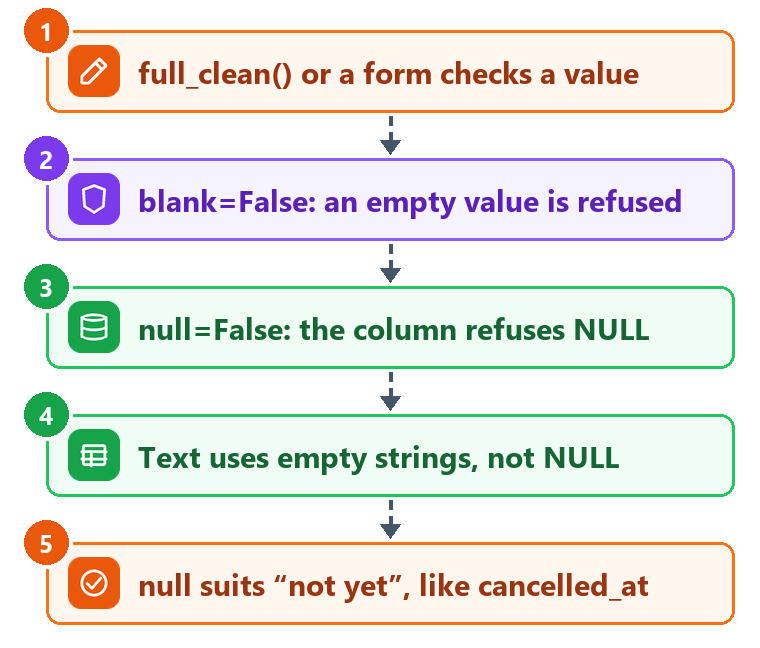 1
full_clean() or a form checks a value
2
blank=False: an empty value is refused
3
null=False: the column refuses NULL
4
Text uses empty strings, not NULL
5
null suits “not yet”, like cancelled_at